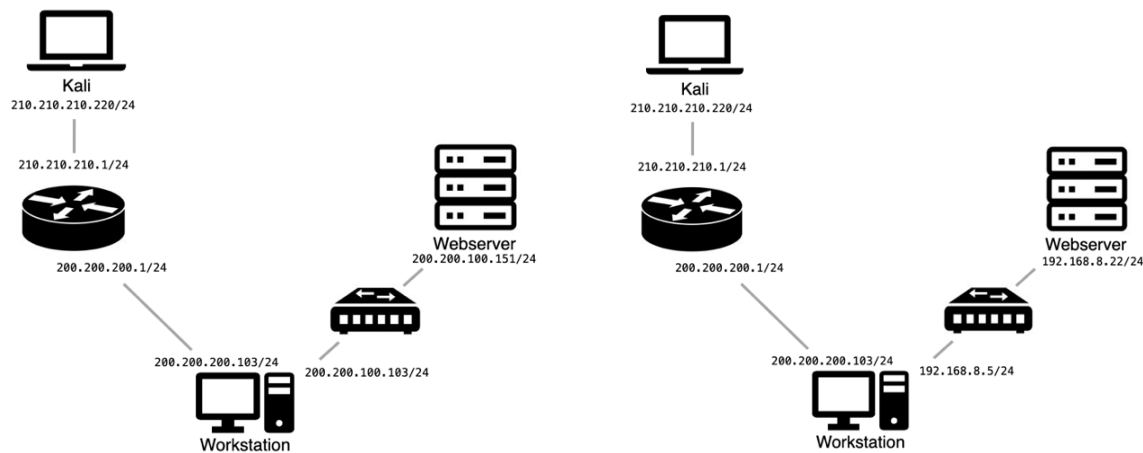 Kali
210.210.210.220/24
210.210.210.1/24
200.200.200.1/24
Webserver
200.200.100.151/24
200.200.200.103/24
200.200.100.103/24
Workstation
Kali
210.210.210.220/24
210.210.210.1/24
200.200.200.1/24
Webserver
192.168.8.22/24
200.200.200.103/24
192.168.8.5/24
Workstation